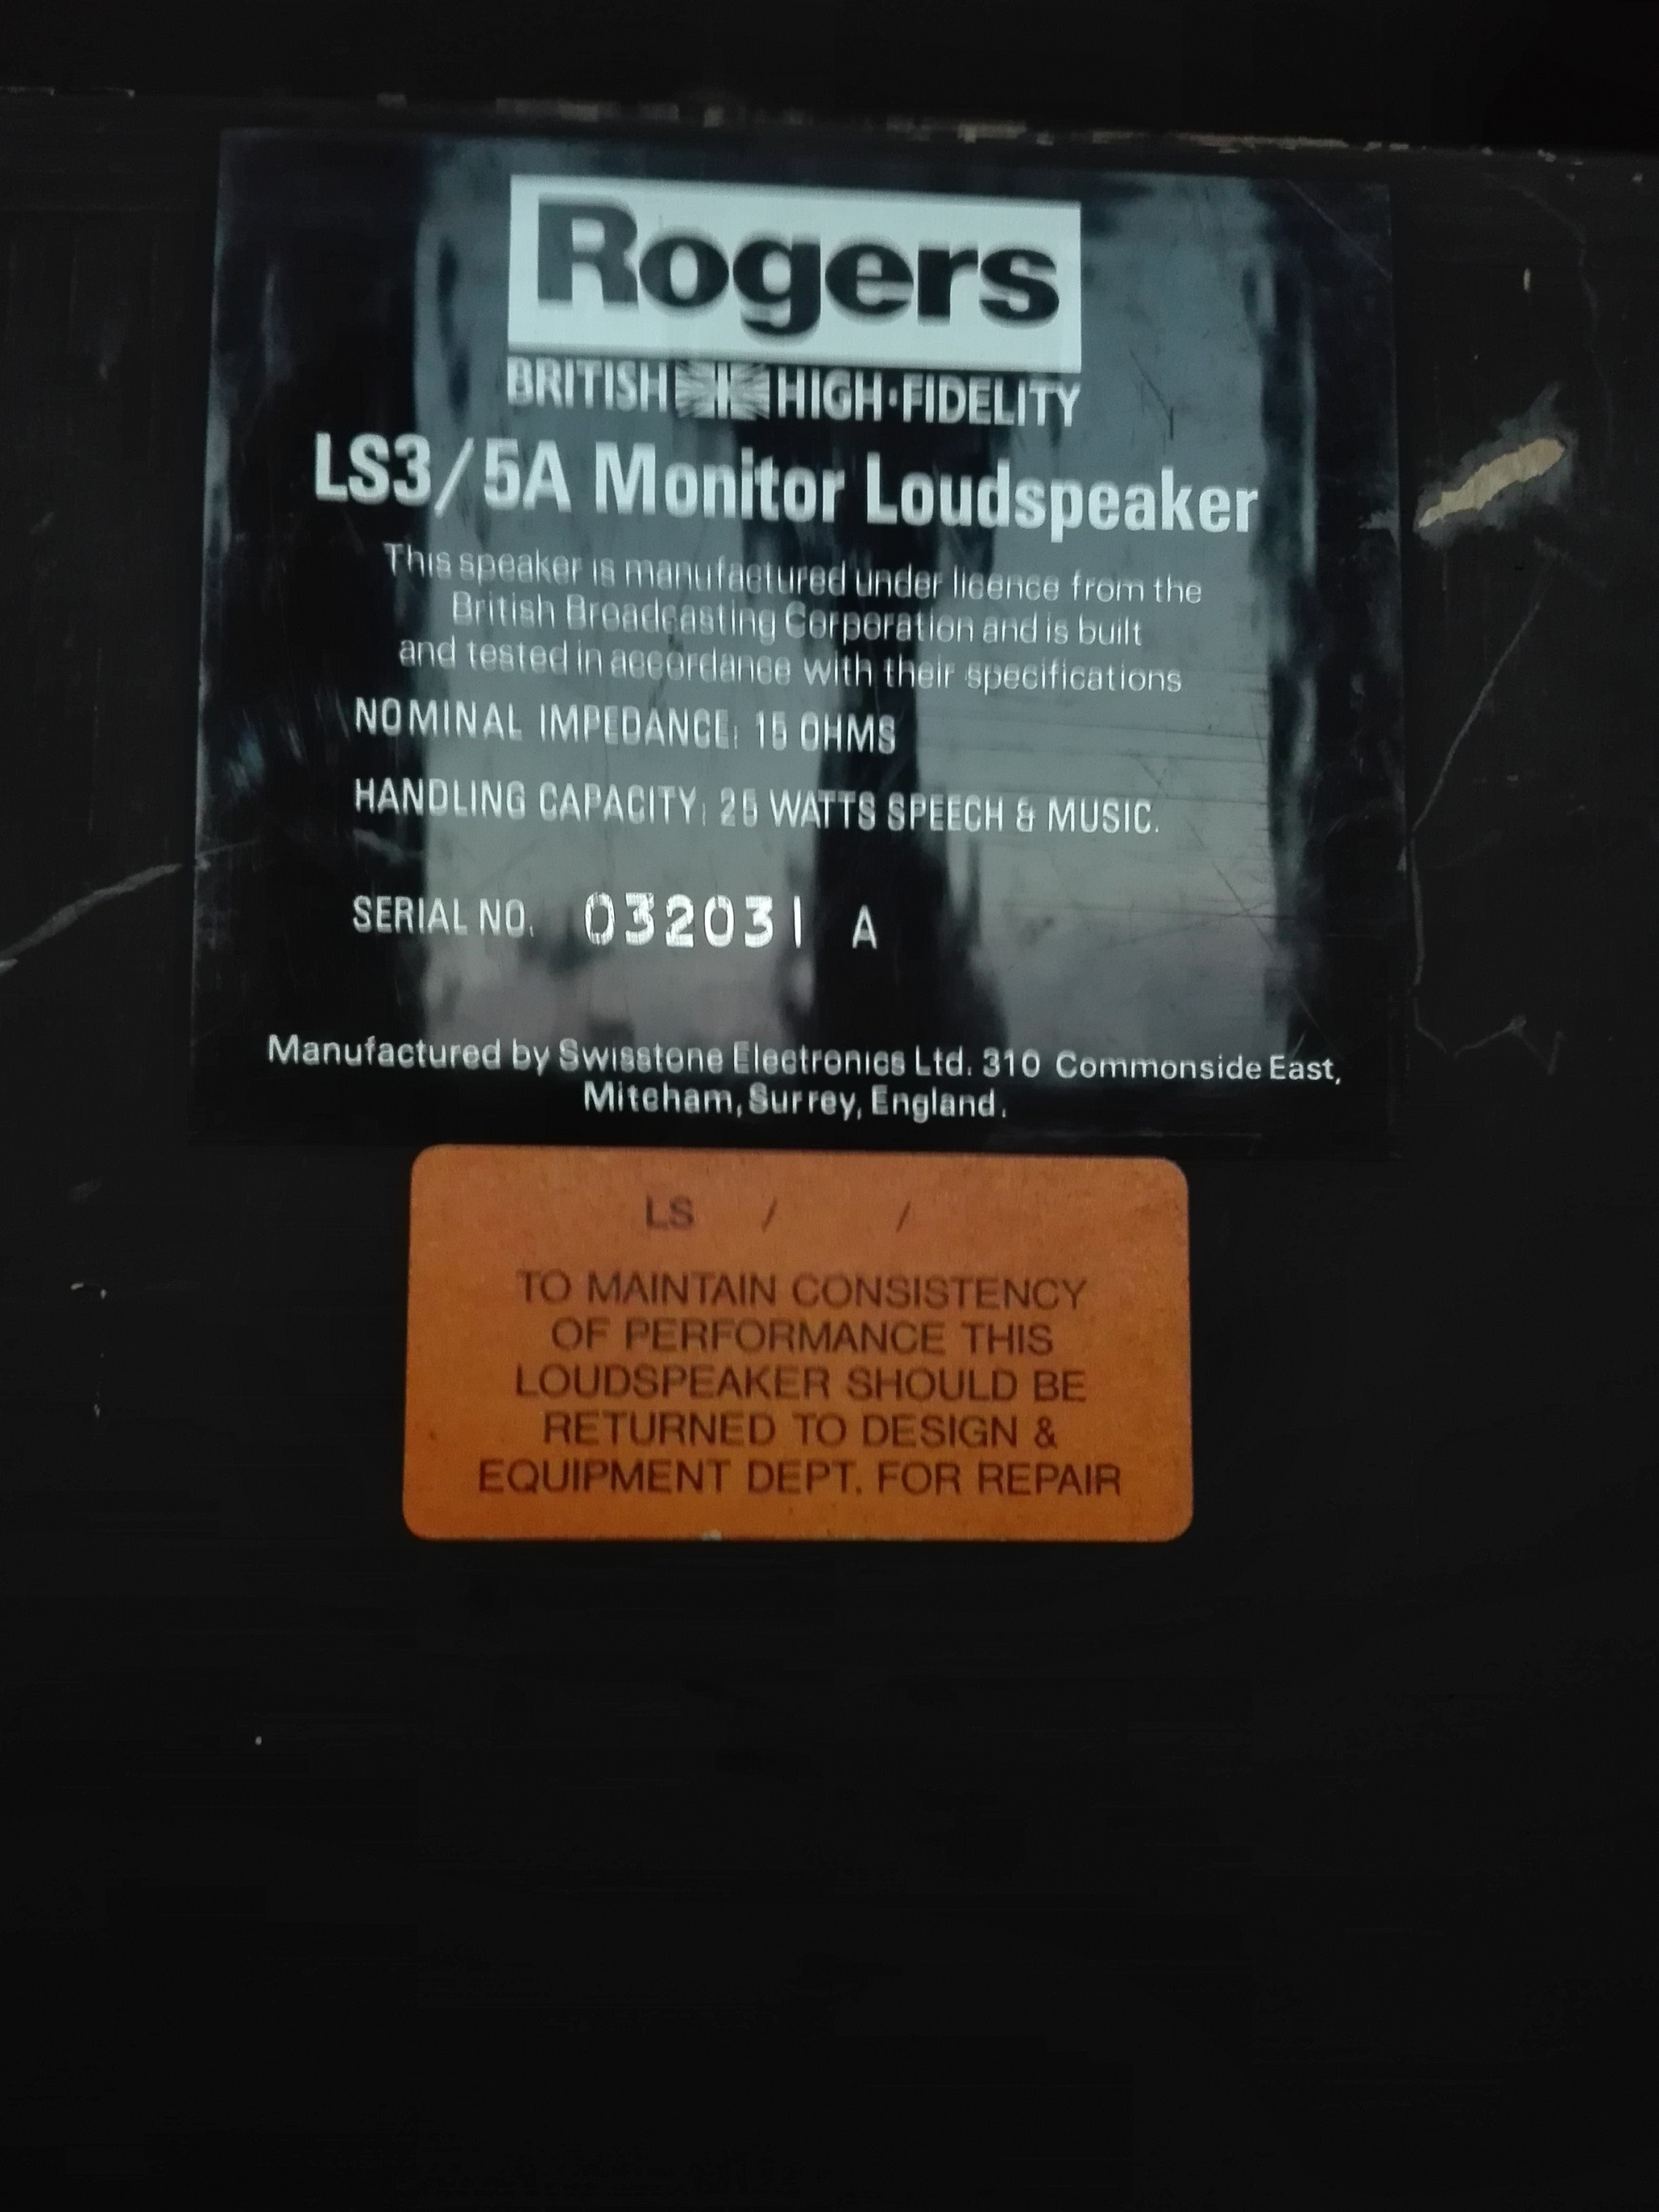 Rogers
BRITISH HIGH·FIDELITY
LS3/5A Monitor Loudspeaker
This speaker is manufactured under licence from the
British Broadcasting Corporation and is built
and tested in accordance with their specifications
NOMINAL IMPEDANCE: 15 OHMS
HANDLING CAPACITY: 25 WATTS SPEECH & MUSIC.
SERIAL NO. 032031 A
Manufactured by Swisstone Electronics Ltd. 310 Commonside East,
Mitcham, Surrey, England.
LS / /
TO MAINTAIN CONSISTENCY
OF PERFORMANCE THIS
LOUDSPEAKER SHOULD BE
RETURNED TO DESIGN &
EQUIPMENT DEPT. FOR REPAIR